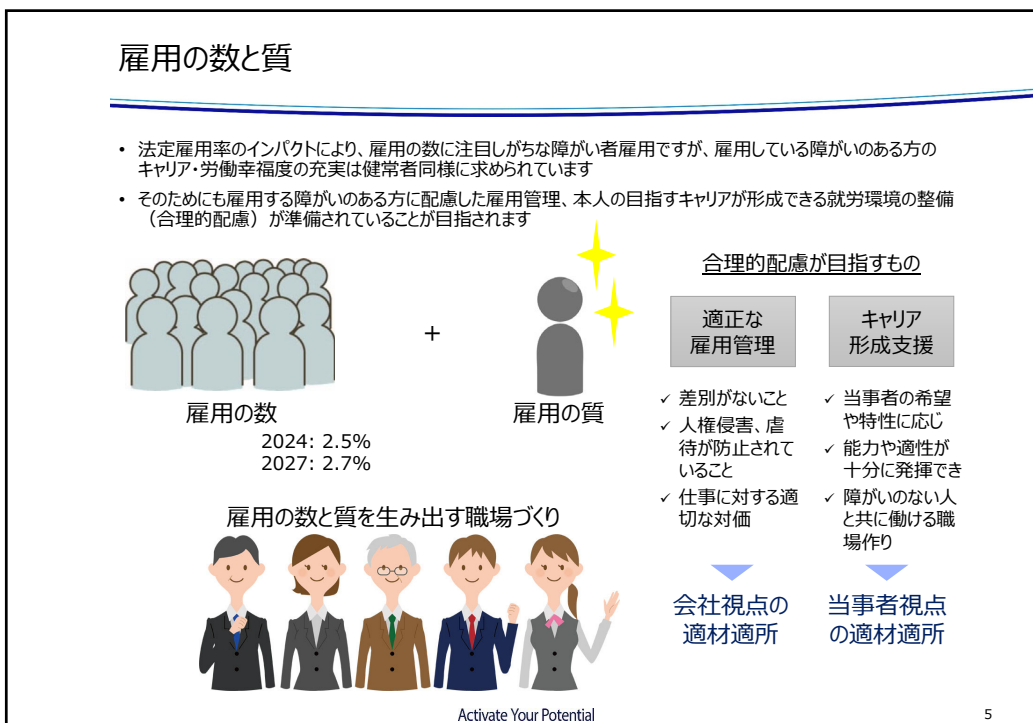 雇用の数と質
• 法定雇用率のインパクトにより、雇用の数に注目しがちな障がい者雇用ですが、雇用している障がいのある方の
キャリア・労働幸福度の充実は健常者同様に求められています
• そのためにも雇用する障がいのある方に配慮した雇用管理、本人の目指すキャリアが形成できる就労環境の整備
（合理的配慮）が準備されていることが目指されます
+
雇用の数
2024: 2.5%
2027: 2.7%
雇用の質
雇用の数と質を生み出す職場づくり
合理的配慮が目指すもの
適正な
雇用管理
✓ 差別がないこと
✓ 人権侵害、虐
待が防止されて
いること
✓ 仕事に対する適
切な対価
会社視点の
適材適所
キャリア
形成支援
✓ 当事者の希望
や特性に応じ
✓ 能力や適性が
十分に発揮でき
✓ 障がいのない人
と共に働ける職
場作り
当事者視点
の適材適所
Activate Your Potential
5